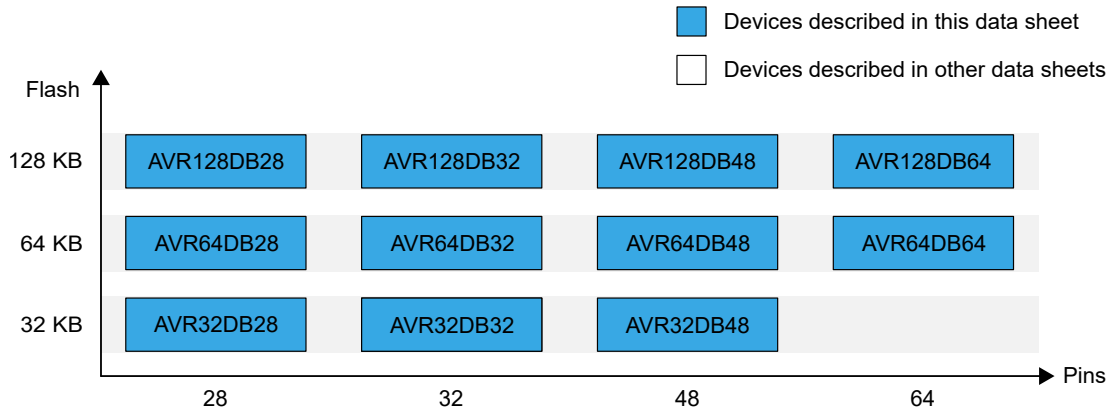 Devices described in this data sheet
Devices described in other data sheets
Flash
128 KB
AVR128DB28
AVR128DB32
AVR128DB48
AVR128DB64
64 KB
AVR64DB28
AVR64DB32
AVR64DB48
AVR64DB64
32 KB
AVR32DB28
AVR32DB32
AVR32DB48
Pins
28
32
48
64